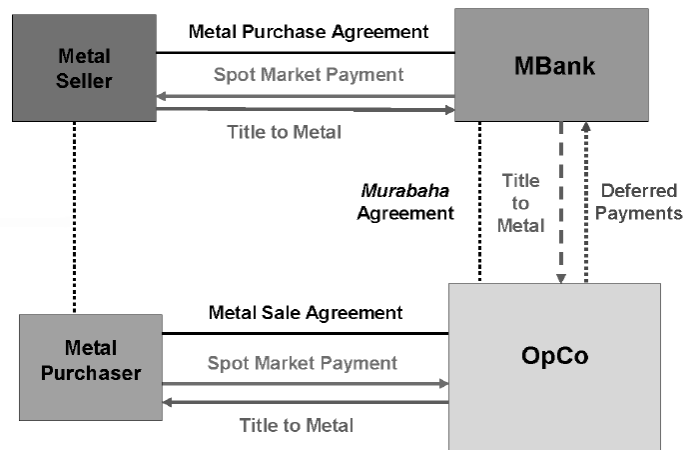 Metal Purchase Agreement
Metal
Seller
Spot Market Payment
MBank
Title to Metal
Murabaha
Agreement
Title
to
Metal
Deferred
Payments
Metal Sale Agreement
Metal
Purchaser
Spot Market Payment
OpCo
Title to Metal